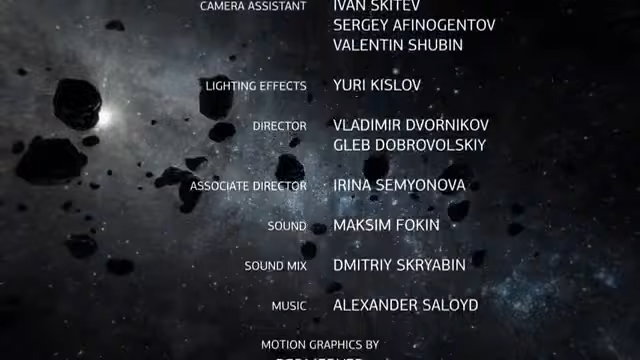 CAMERA ASSISTANT IVAN SKITEV
SERGEY AFINOGENTOV
VALENTIN SHUBIN
LIGHTING EFFECTS YURI KISLOV
DIRECTOR VLADIMIR DVORNIKOV
GLEB DOBROVOLSKIY
ASSOCIATE DIRECTOR IRINA SEMYONOVA
SOUND MAKSIM FOKIN
SOUND MIX DMITRIY SKRYABIN
MUSIC ALEXANDER SALOYD
MOTION GRAPHICS BY